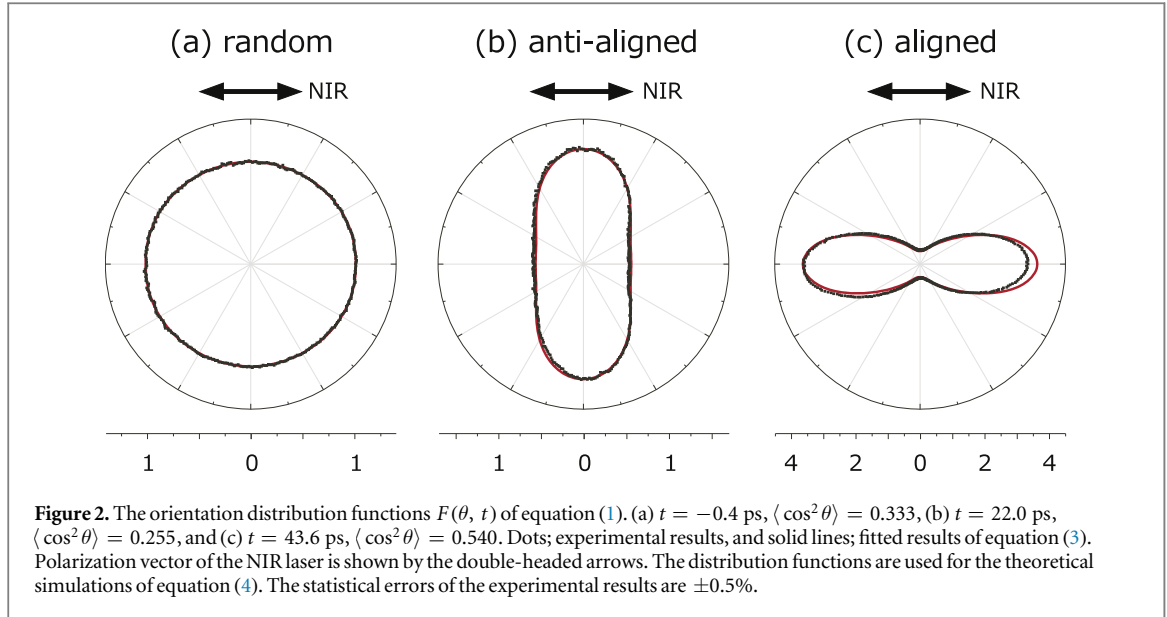 (a) random (b) anti-aligned (c) aligned
NIR NIR NIR
1 0 1 1 0 1 4 2 0 2 4
Figure 2. The orientation distribution functions F(θ, t) of equation (1). (a) t = −0.4 ps, ⟨cos²θ⟩ = 0.333, (b) t = 22.0 ps,
⟨cos²θ⟩ = 0.255, and (c) t = 43.6 ps, ⟨cos²θ⟩ = 0.540. Dots; experimental results, and solid lines; fitted results of equation (3).
Polarization vector of the NIR laser is shown by the double-headed arrows. The distribution functions are used for the theoretical
simulations of equation (4). The statistical errors of the experimental results are ±0.5%.